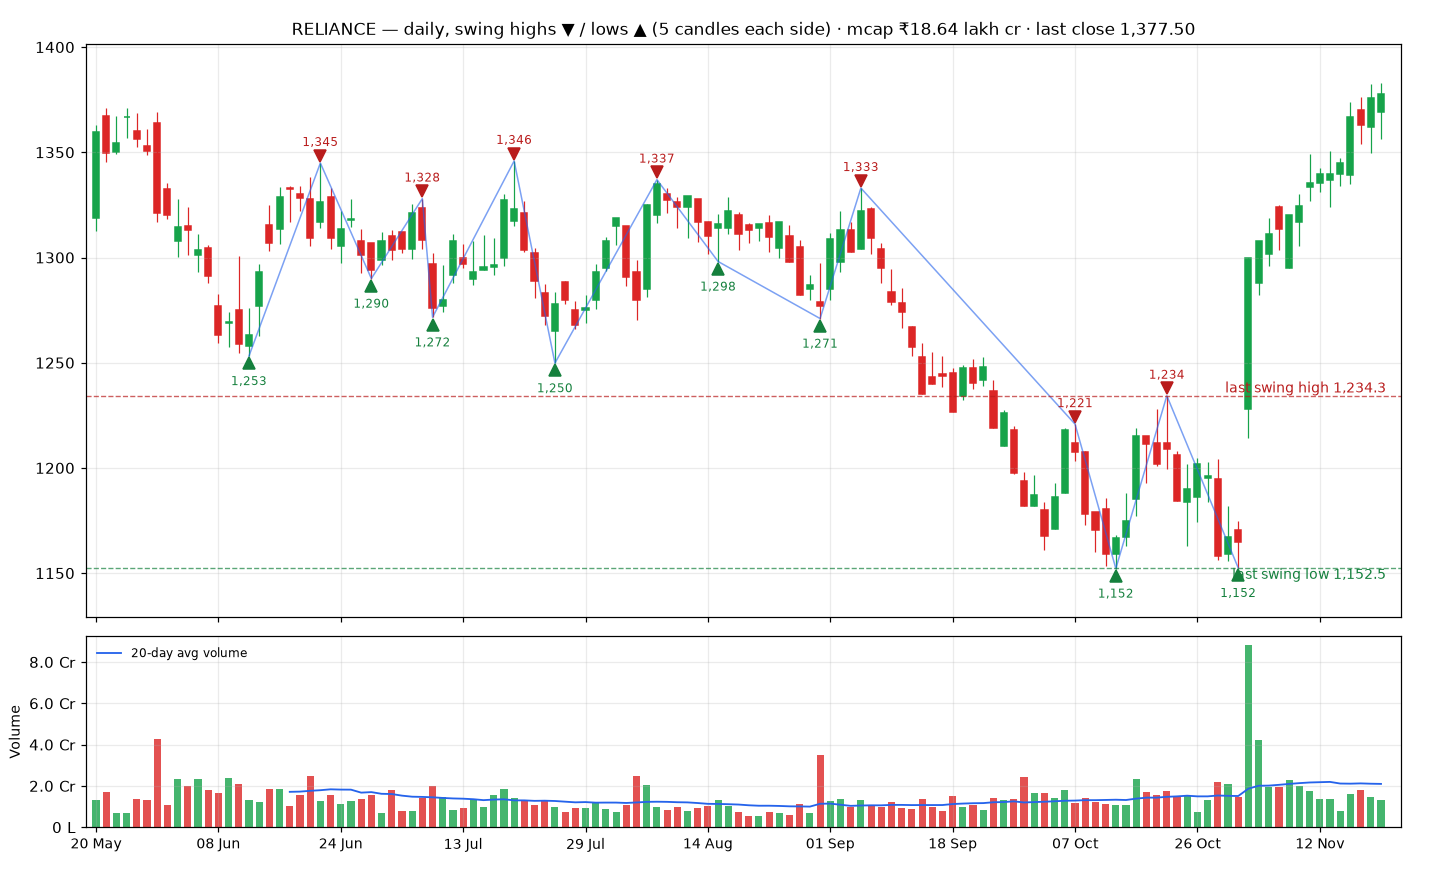 RELIANCE — daily, swing highs ▼ / lows ▲ (5 candles each side) · mcap ₹18.64 lakh cr · last close 1,377.50
1400
1350
1300
1250
1200
1150
1,345
1,328
1,346
1,337
1,333
1,221
1,234
1,253
1,290
1,272
1,250
1,298
1,271
1,152
1,152
last swing high 1,234.3
last swing low 1,152.5
20-day avg volume
Volume
8.0 Cr
6.0 Cr
4.0 Cr
2.0 Cr
0 L
20 May
08 Jun
24 Jun
13 Jul
29 Jul
14 Aug
01 Sep
18 Sep
07 Oct
26 Oct
12 Nov